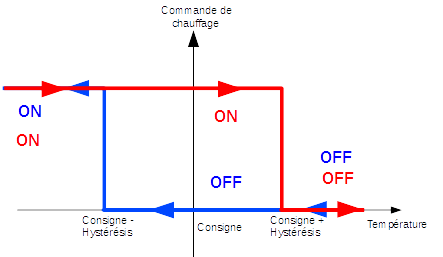 Commande de
chauffage
ON
ON
ON
OFF
OFF
OFF
Consigne -
Hystérésis
Consigne
Consigne +
Hystérésis
Température